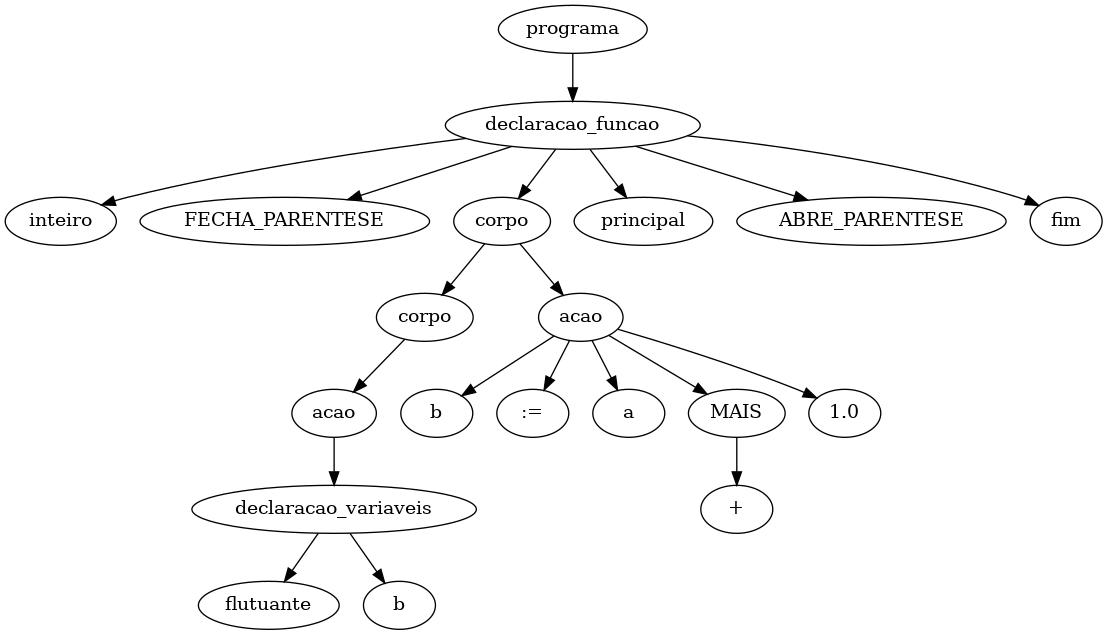 programa
declaracao_funcao
inteiro
FECHA_PARENTESE
corpo
principal
ABRE_PARENTESE
fim
corpo
acao
acao
b
:=
a
MAIS
1.0
declaracao_variaveis
+
flutuante
b